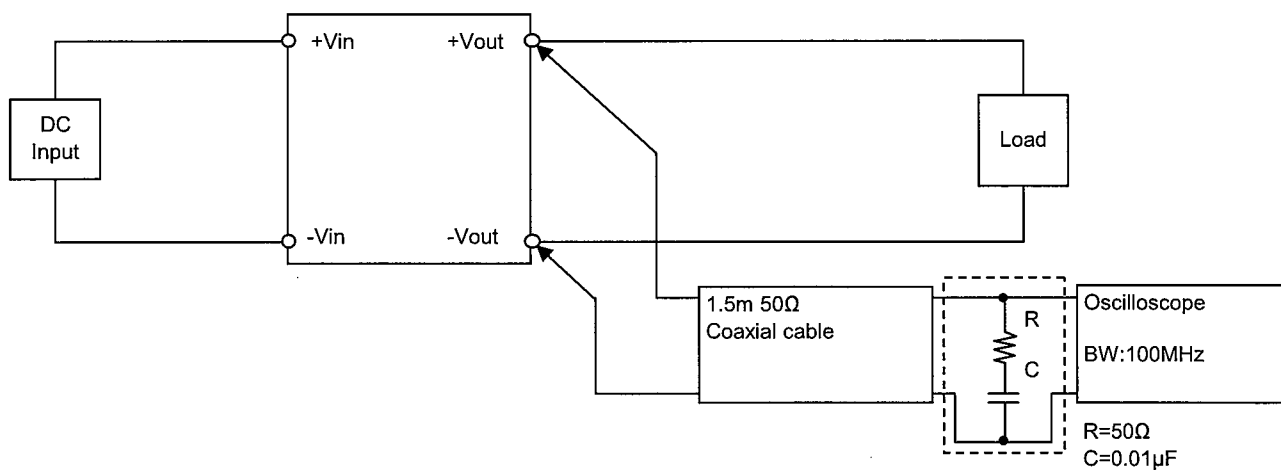 +Vin
+Vout
DC
Input
Load
-Vin
-Vout
1.5m 50Ω
Coaxial cable
R
C
Oscilloscope
BW:100MHz
R=50Ω
C=0.01μF